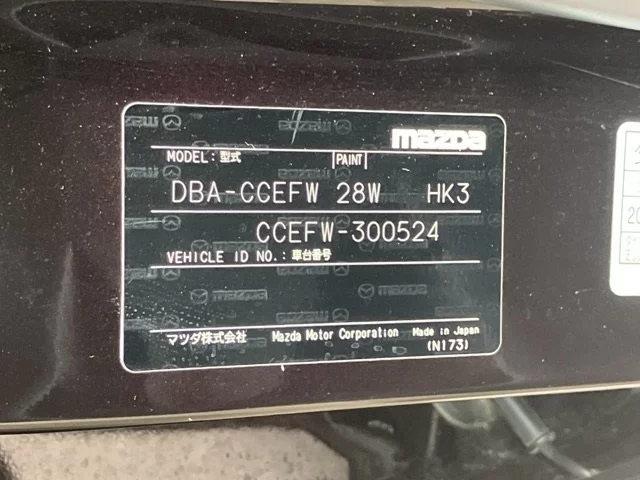 mazda
MODEL:型式 PAINT
DBA-CCEFW 28W HK3
CCEFW-300524
VEHICLE ID NO.:車台番号
マツダ株式会社 Mazda Motor Corporation Made in Japan
(N173)
20